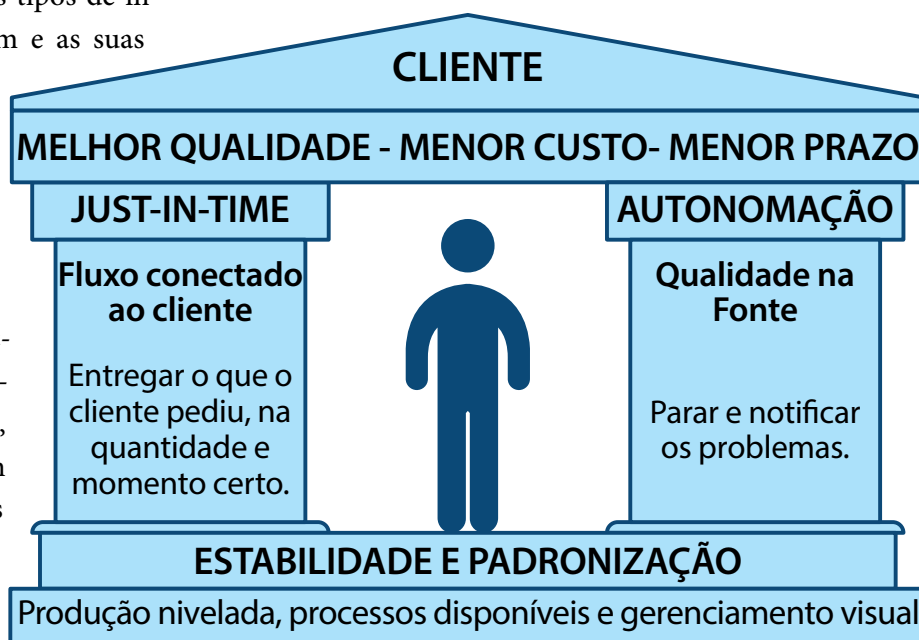 s tipos de in
m e as suas
CLIENTE
MELHOR QUALIDADE - MENOR CUSTO- MENOR PRAZO
JUST-IN-TIME
Fluxo conectado
ao cliente
Entregar o que o
cliente pediu, na
quantidade e
momento certo.
AUTONOMAÇÃO
Qualidade na
Fonte
Parar e notificar
os problemas.
ESTABILIDADE E PADRONIZAÇÃO
Produção nivelada, processos disponíveis e gerenciamento visual